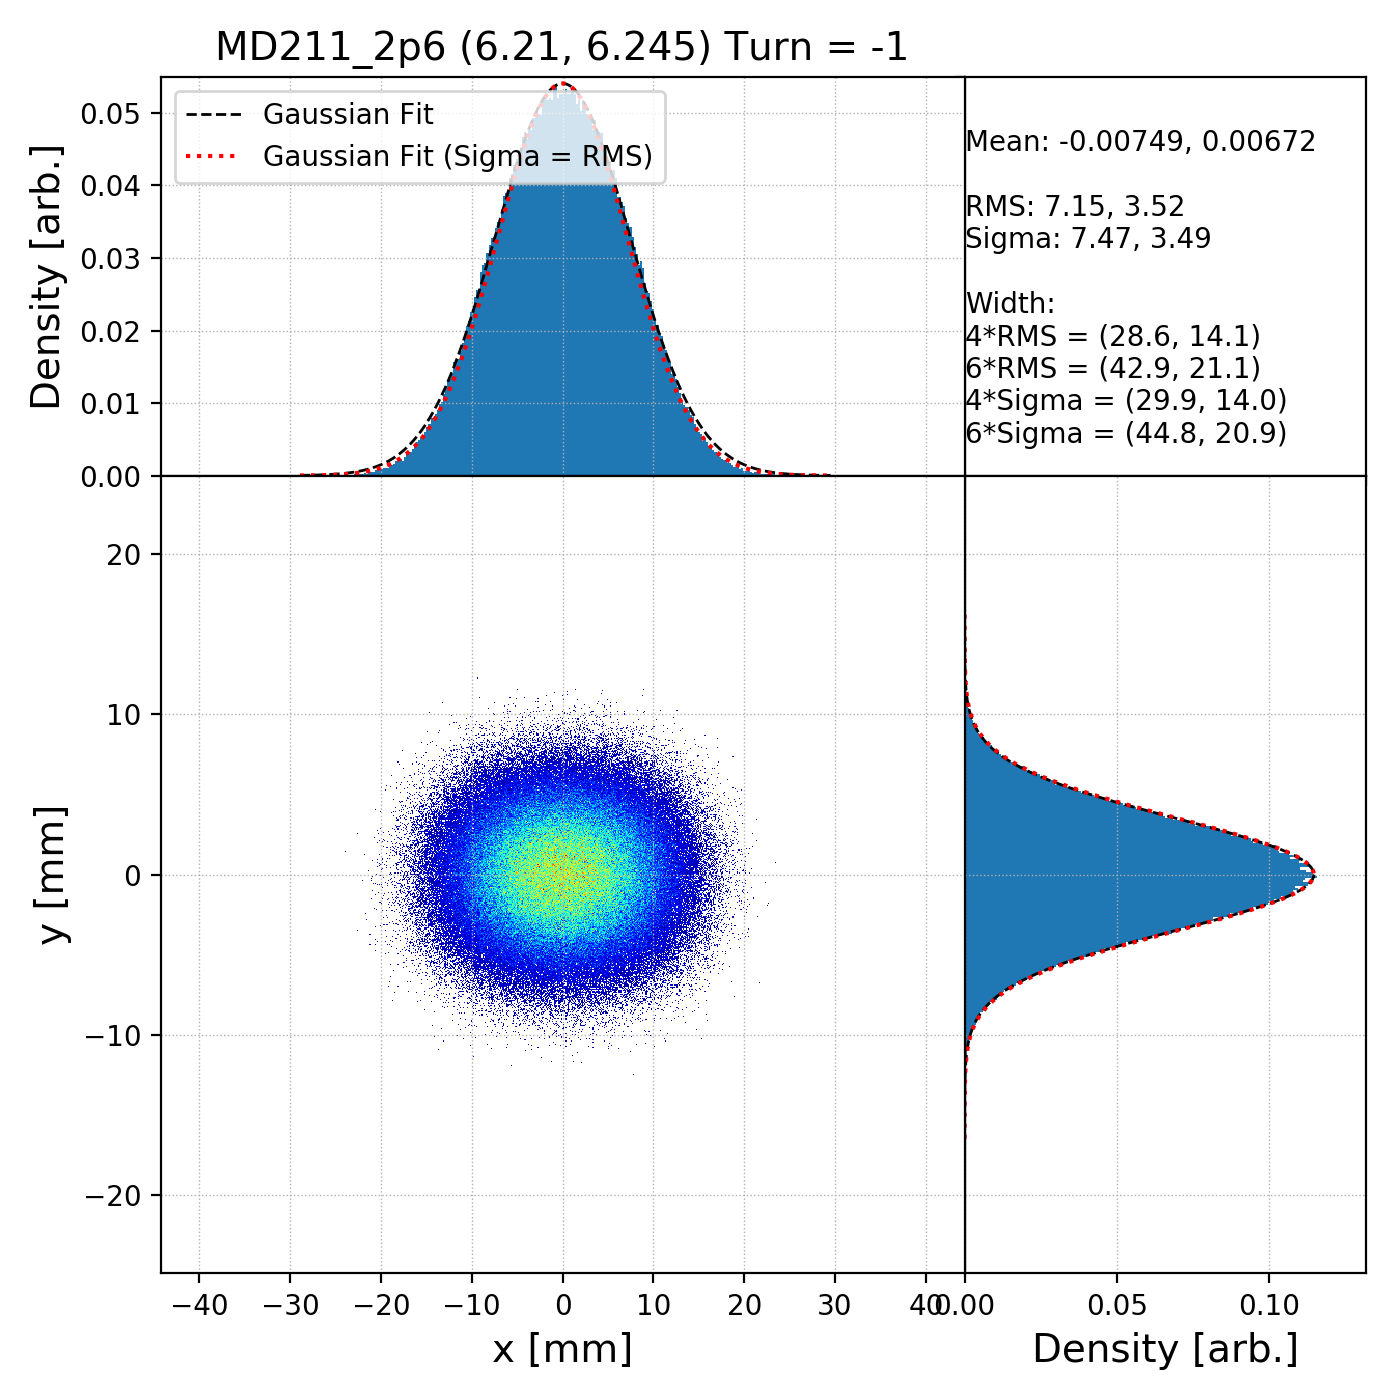 MD211_2p6 (6.21, 6.245) Turn = -1
Density [arb.]
0.05
0.04
0.03
0.02
0.01
0.00
Gaussian Fit
Gaussian Fit (Sigma = RMS)
Mean: -0.00749, 0.00672
RMS: 7.15, 3.52
Sigma: 7.47, 3.49
Width:
4*RMS = (28.6, 14.1)
6*RMS = (42.9, 21.1)
4*Sigma = (29.9, 14.0)
6*Sigma = (44.8, 20.9)
y [mm]
20
10
0
−10
−20
−40 −30 −20 −10 0 10 20 30 40
x [mm]
0.00 0.05 0.10
Density [arb.]